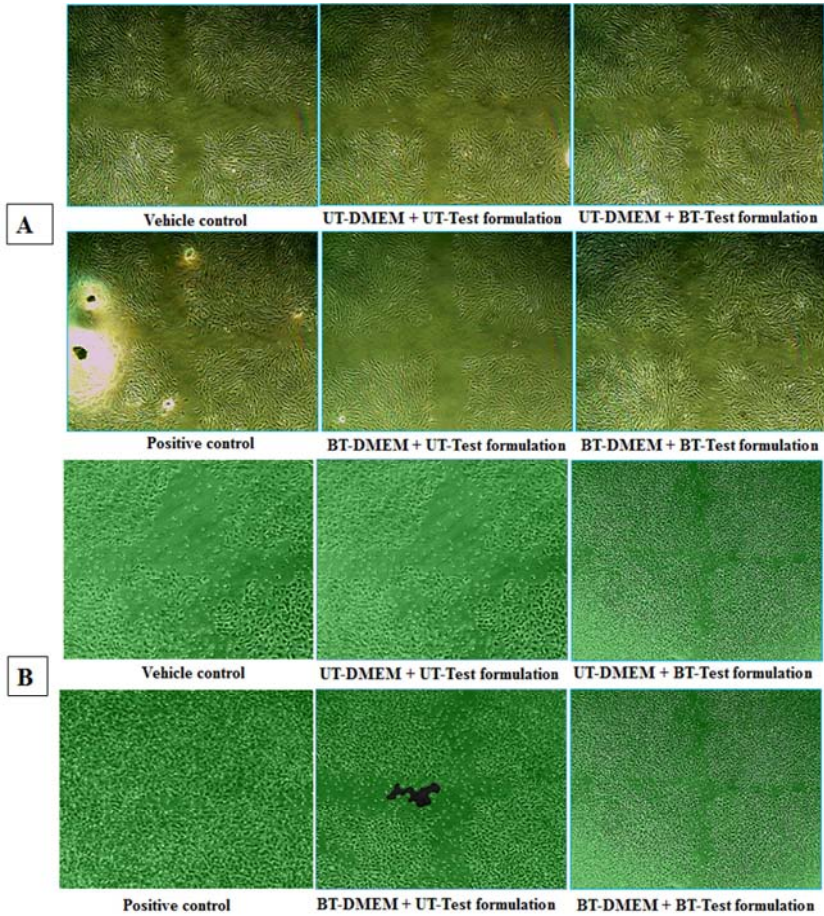 Vehicle control
UT-DMEM + UT-Test formulation
UT-DMEM + BT-Test formulation
A
Positive control
BT-DMEM + UT-Test formulation
BT-DMEM + BT-Test formulation
Vehicle control
UT-DMEM + UT-Test formulation
UT-DMEM + BT-Test formulation
B
Positive control
BT-DMEM + UT-Test formulation
BT-DMEM + BT-Test formulation